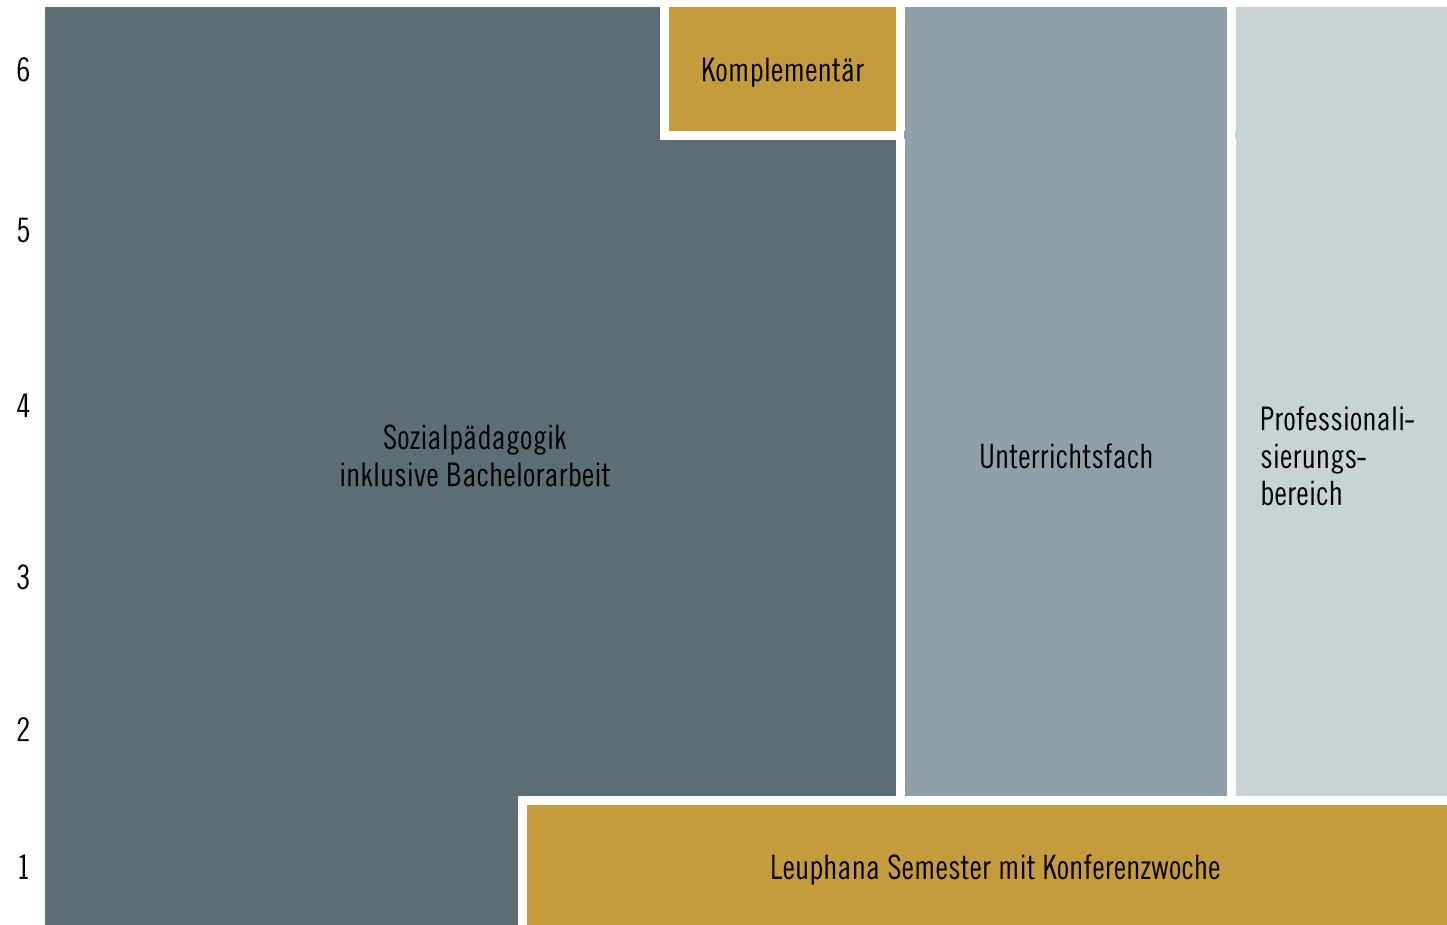 6
Komplementär
5
4
Sozialpädagogik
inklusive Bachelorarbeit
Unterrichtsfach
Professionali-
sierungs-
bereich
3
2
1
Leuphana Semester mit Konferenzwoche